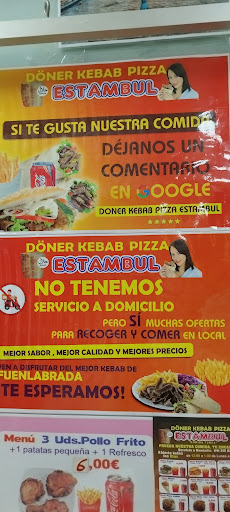 DÖNER KEBAB PIZZA
ESTAMBUL
SI TE GUSTA NUESTRA COMIDA
DÉJANOS UN
COMENTARIO
EN GOOGLE
DONER KEBAB PIZZA ESTAMBUL
DÖNER KEBAB PIZZA
ESTAMBUL
NO TENEMOS
SERVICIO A DOMICILIO
PERO SÍ MUCHAS OFERTAS
PARA RECOGER Y COMER EN LOCAL
MEJOR SABOR , MEJOR CALIDAD Y MEJORES PRECIOS
VEN A DISFRUTAR DEL MEJOR KEBAB DE
FUENLABRADA
TE ESPERAMOS!
Menú 3 Uds.Pollo Frito
+1 patatas pequeña + 1 Refresco
6,00€
DÖNER KEBAB PIZZA
ESTAMBUL